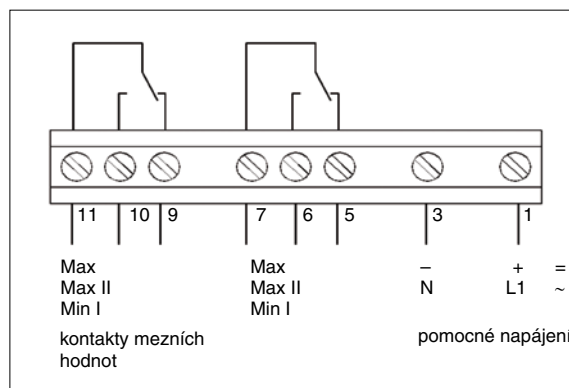 11 10 9 7 6 5 3 1
Max Max – + =
Max II Max II N L1 ~
Min I Min I
kontakty mezních pomocné napájení
hodnot